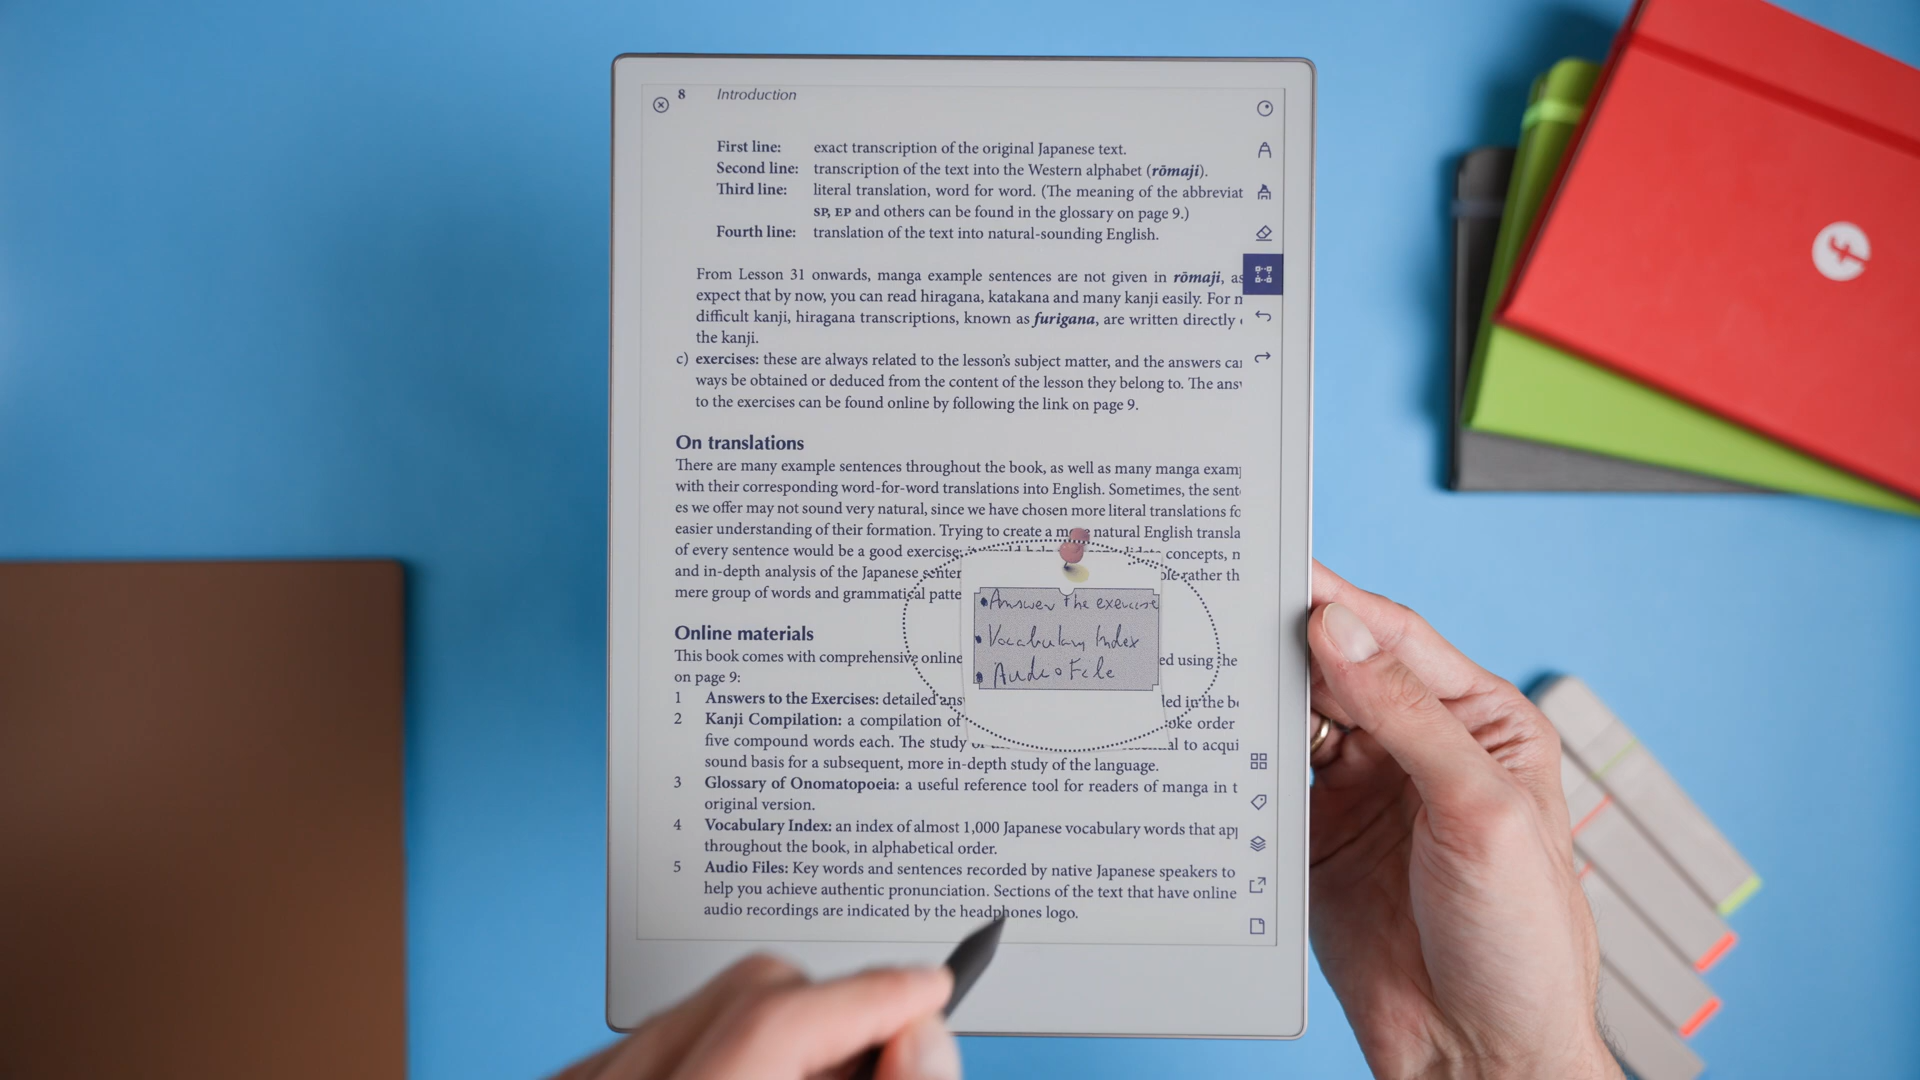 8 Introduction
First line: exact transcription of the original Japanese text.
Second line: transcription of the text into the Western alphabet (rōmaji).
Third line: literal translation, word for word. (The meaning of the abbreviat
SP, EP and others can be found in the glossary on page 9.)
Fourth line: translation of the text into natural-sounding English.
From Lesson 31 onwards, manga example sentences are not given in rōmaji, as
expect that by now, you can read hiragana, katakana and many kanji easily. For
difficult kanji, hiragana transcriptions, known as furigana, are written directly
the kanji.
c) exercises: these are always related to the lesson's subject matter, and the answers
ways be obtained or deduced from the content of the lesson they belong to. The
to the exercises can be found online by following the link on page 9.
On translations
There are many example sentences throughout the book, as well as many manga exam
with their corresponding word-for-word translations into English. Sometimes, the sent
es we offer may not sound very natural, since we have chosen more literal translations
easier understanding of their formation. Trying to create a natural English transla
of every sentence would be a good exercise: concepts,
and in-depth analysis of the Japanese rather th
mere group of words and grammatical patte
Online materials
This book comes with comprehensive online ed using the
on page 9:
1 Answers to the Exercises: detailed led in the
2 Kanji Compilation: a compilation of order
five compound words each. The study to acqui
sound basis for a subsequent, more in-depth study of the language.
3 Glossary of Onomatopoeia: a useful reference tool for readers of manga in t
original version.
4 Vocabulary Index: an index of almost 1,000 Japanese vocabulary words that
throughout the book, in alphabetical order.
5 Audio Files: Key words and sentences recorded by native Japanese speakers to
help you achieve authentic pronunciation. Sections of the text that have online
audio recordings are indicated by the headphones logo.
•Answer the exercise
•Vocabulary Index
•Audio File